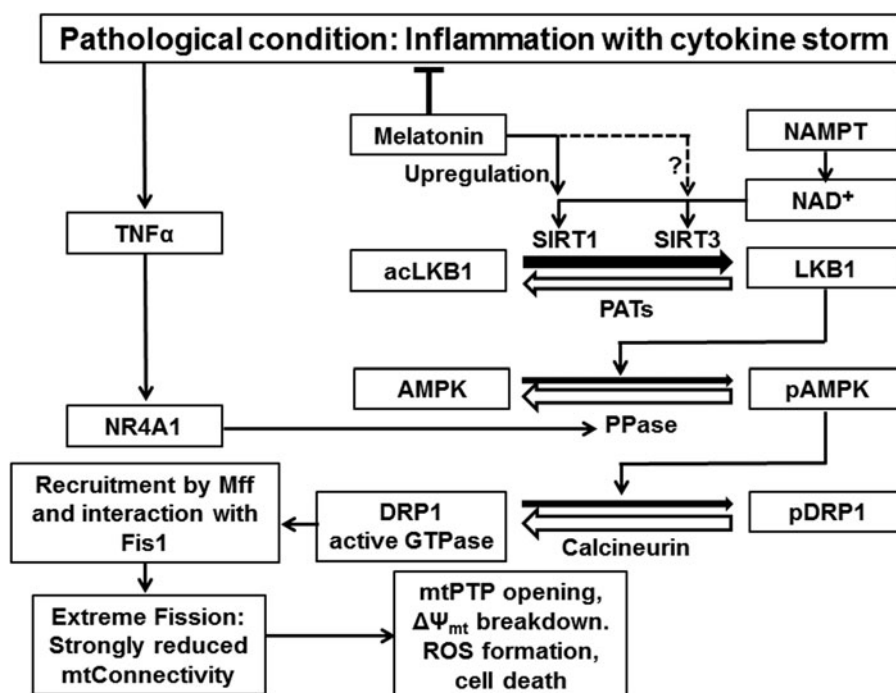 Pathological condition: Inflammation with cytokine storm
Melatonin
NAMPT
Upregulation
?
NAD+
TNFα
SIRT1
SIRT3
acLKB1
LKB1
PATs
AMPK
pAMPK
NR4A1
PPase
Recruitment by Mff
and interaction with
Fis1
DRP1
active GTPase
pDRP1
Calcineurin
Extreme Fission:
Strongly reduced
mtConnectivity
mtPTP opening,
ΔΨmt breakdown.
ROS formation,
cell death